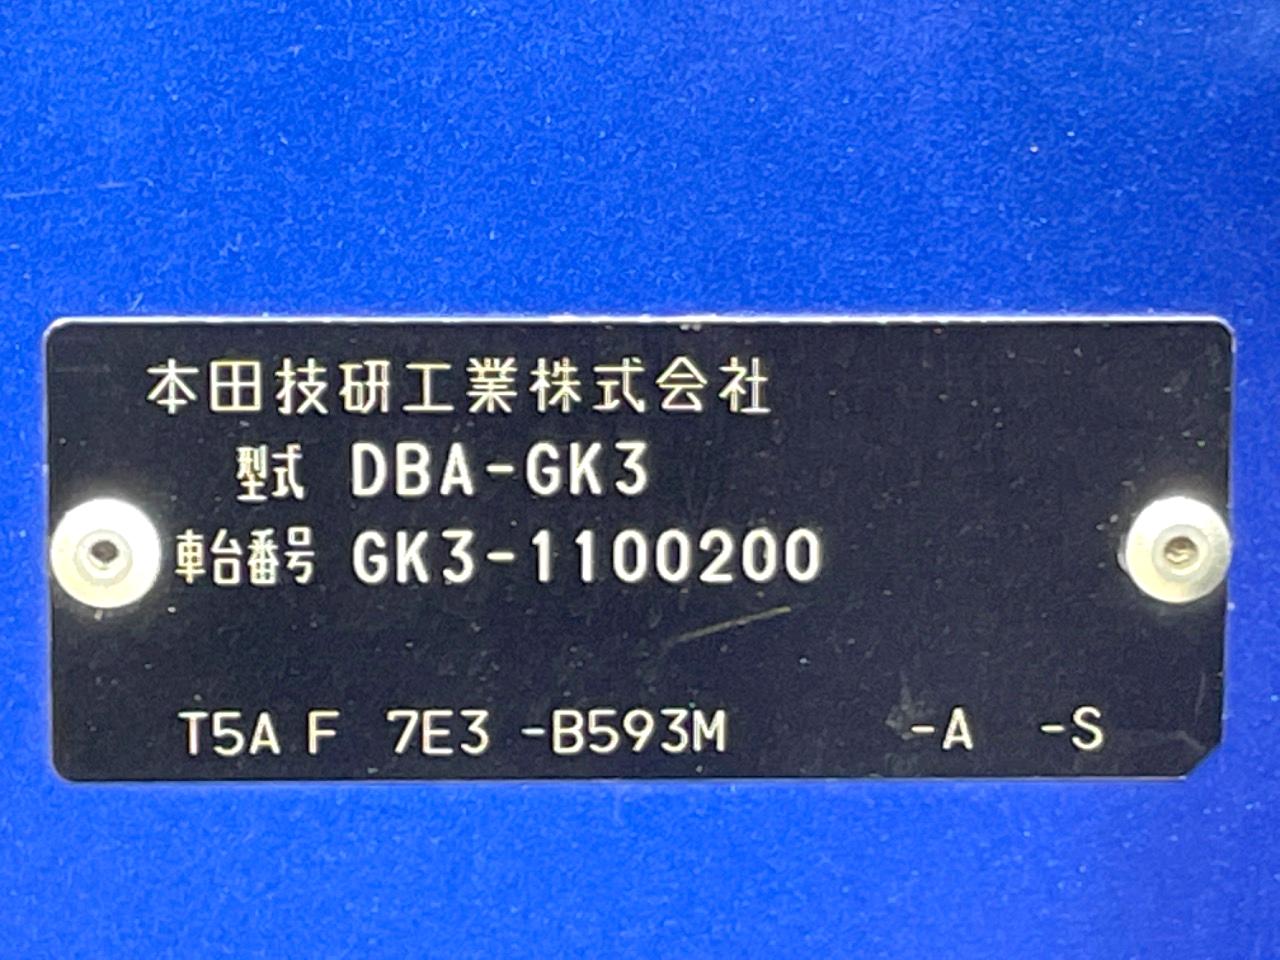 本田技研工業株式会社
型式 DBA-GK3
車台番号 GK3-1100200
T5A F 7E3 -B593M -A -S